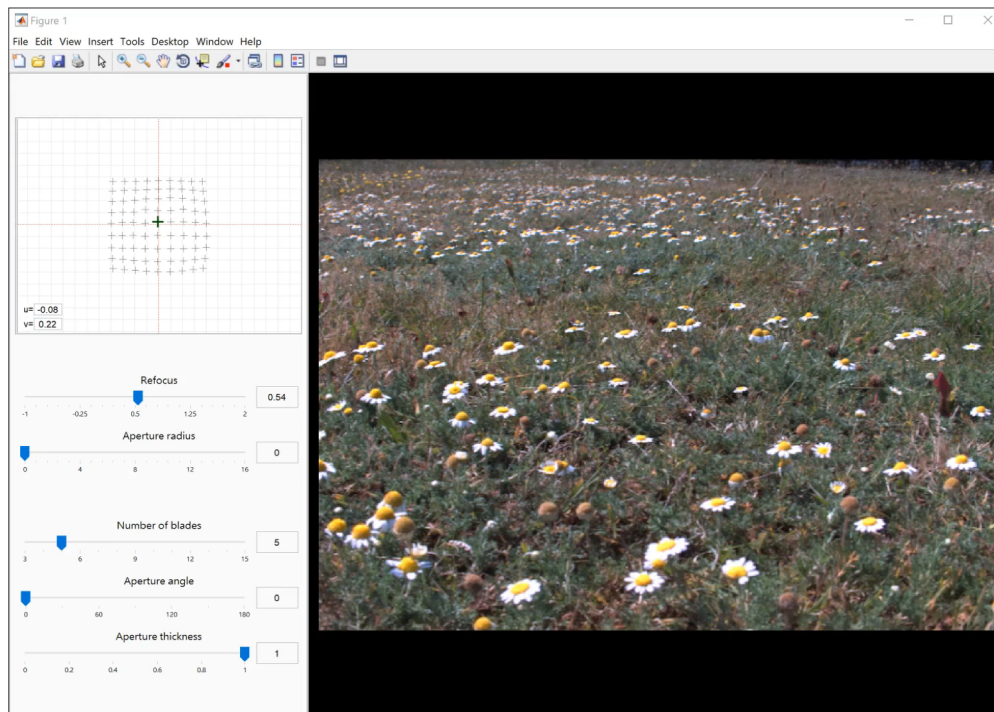 Figure 1
File Edit View Insert Tools Desktop Window Help
u= -0.08
v= 0.22
Refocus
0.54
-1 -0.25 0.5 1.25 2
Aperture radius
0
0 4 8 12 16
Number of blades
5
3 6 9 12 15
Aperture angle
0
0 60 120 180
Aperture thickness
1
0 0.2 0.4 0.6 0.8 1